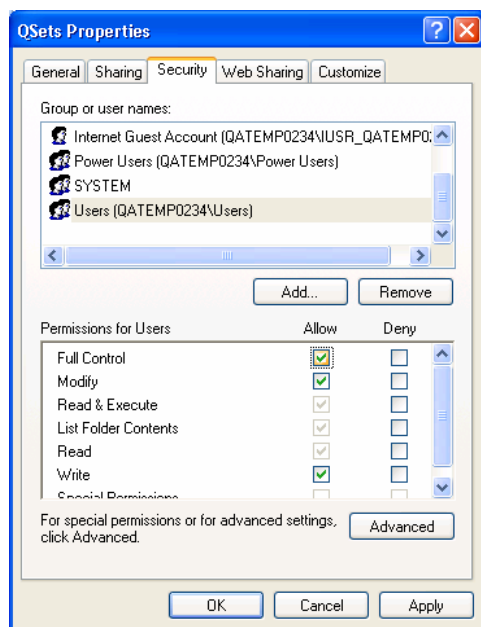 QSets Properties
General Sharing Security Web Sharing Customize
Group or user names:
Internet Guest Account (QATEMP0234\IUSR_QATEMP0
Power Users (QATEMP0234\Power Users)
SYSTEM
Users (QATEMP0234\Users)
Add... Remove
Permissions for Users Allow Deny
Full Control
Modify
Read & Execute
List Folder Contents
Read
Write
Special Permissions
For special permissions or for advanced settings,
click Advanced.
Advanced
OK Cancel Apply